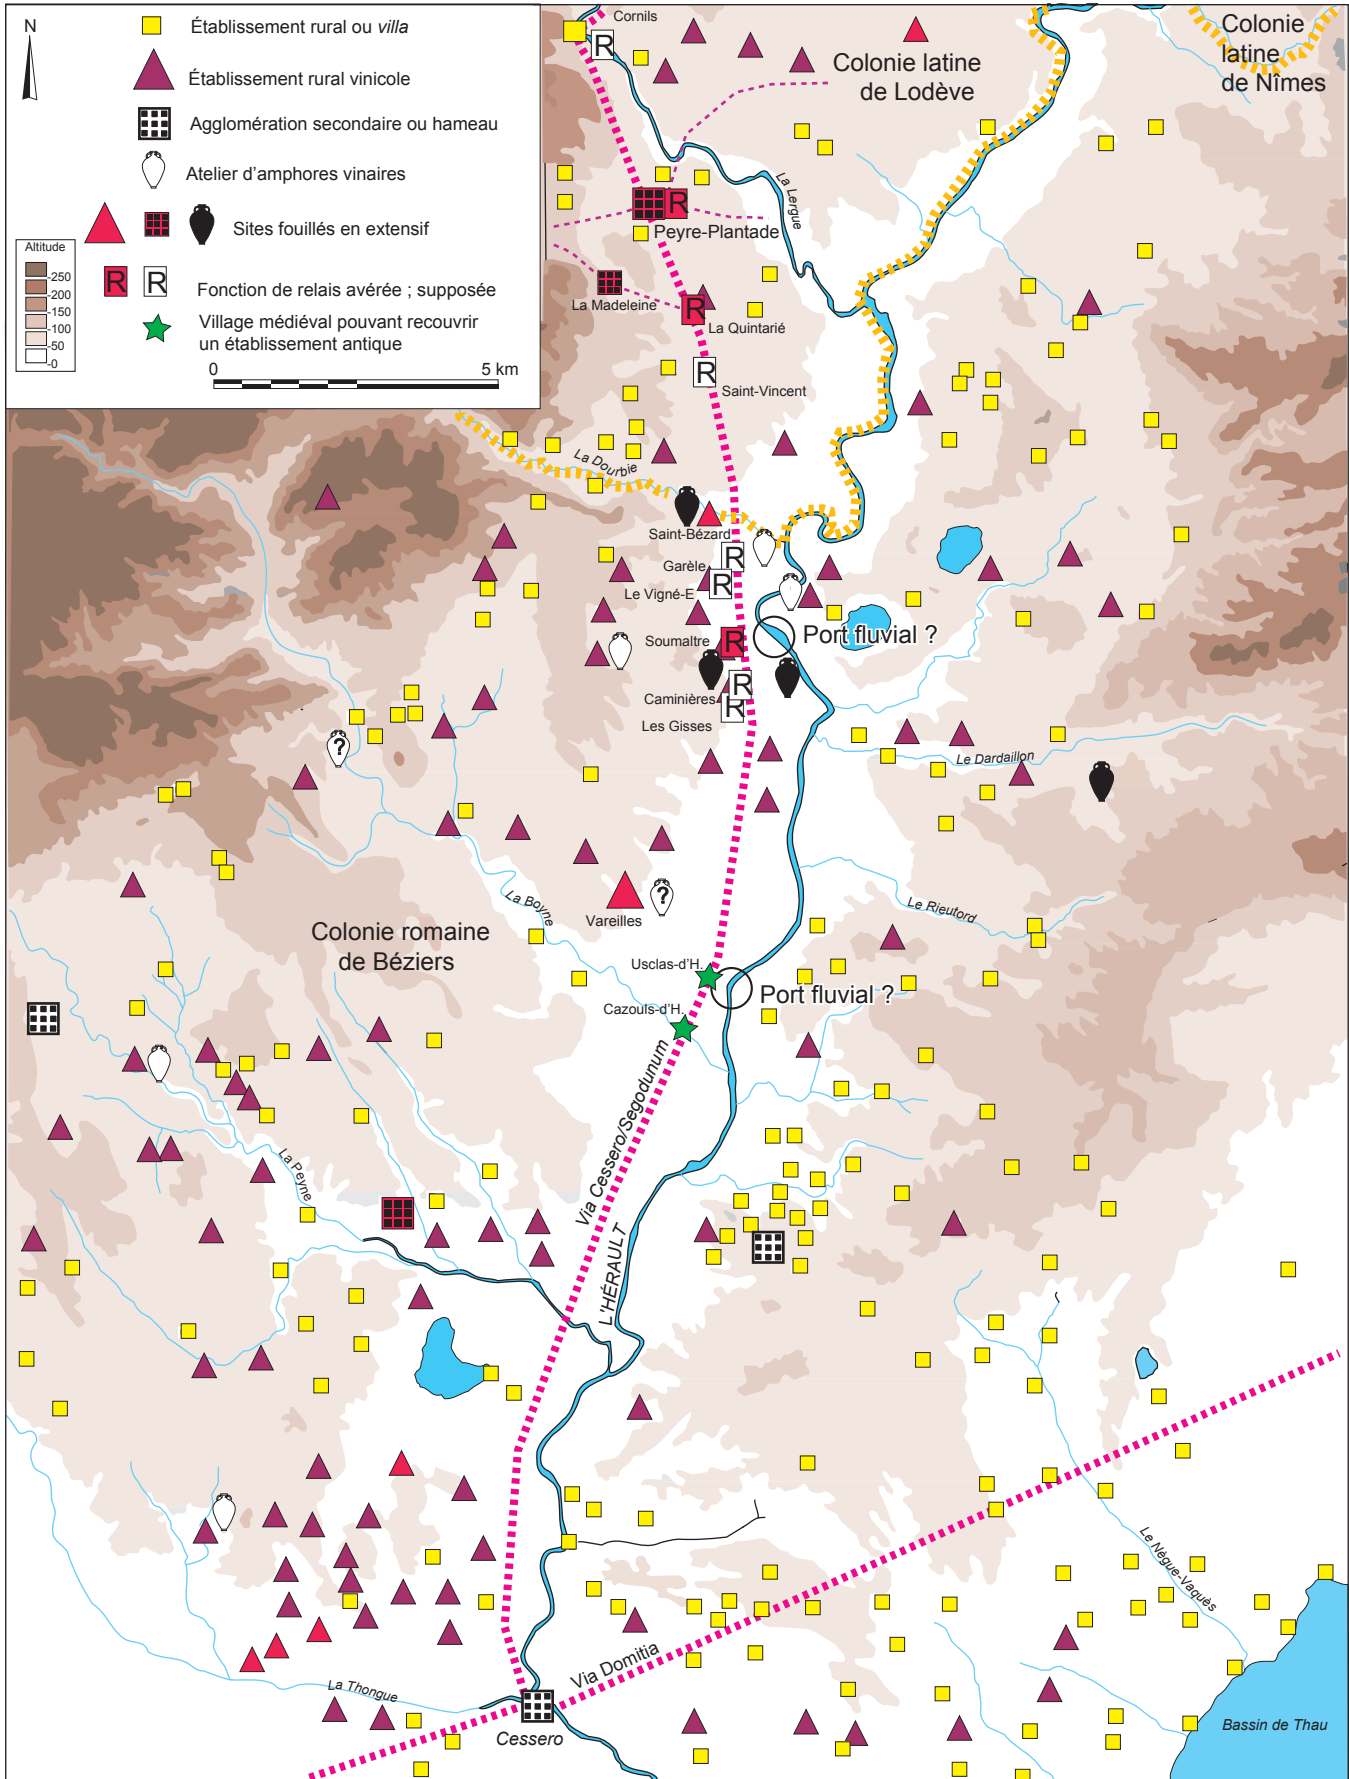 N
Établissement rural ou villa
Établissement rural vinicole
Agglomération secondaire ou hameau
Atelier d'amphores vinaires
Sites fouillés en extensif
R R Fonction de relais avérée ; supposée
Village médiéval pouvant recouvrir
un établissement antique
Altitude
-250
-200
-150
-100
-50
-0
0 5 km
Cornils
R
Colonie latine
de Lodève
Colonie
latine
de Nîmes
La Lergue
R
Peyre-Plantade
La Madeleine
R
La Quintarié
R
Saint-Vincent
La Dourbie
Saint-Bézard
R
Garèle
R
Le Vigné-E
Port fluvial ?
Soumaltre
R
R
Caminières
R
Les Gisses
?
Le Dardaillon
La Boyne
?
Vareilles
Le Rieutord
Colonie romaine
de Béziers
Usclas-d'H.
Port fluvial ?
Cazouls-d'H.
Via Cessero/Segodunum
La Peyne
L'HÉRAULT
Le Nègue-Vaquès
Via Domitia
La Thongue
Cessero
Bassin de Thau